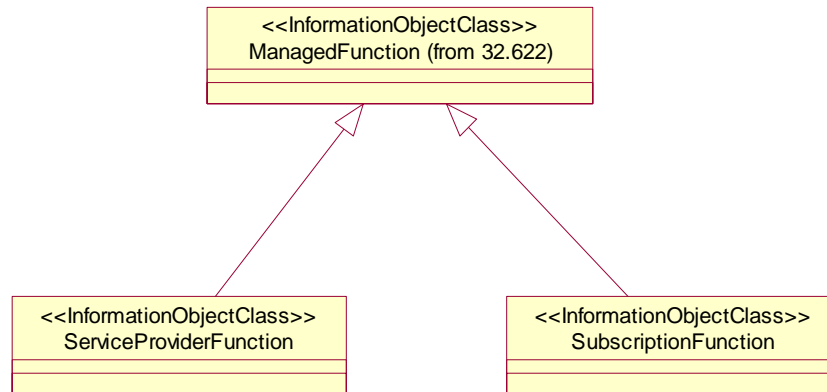 <<InformationObjectClass>>
ManagedFunction (from 32.622)
<<InformationObjectClass>>
ServiceProviderFunction
<<InformationObjectClass>>
SubscriptionFunction